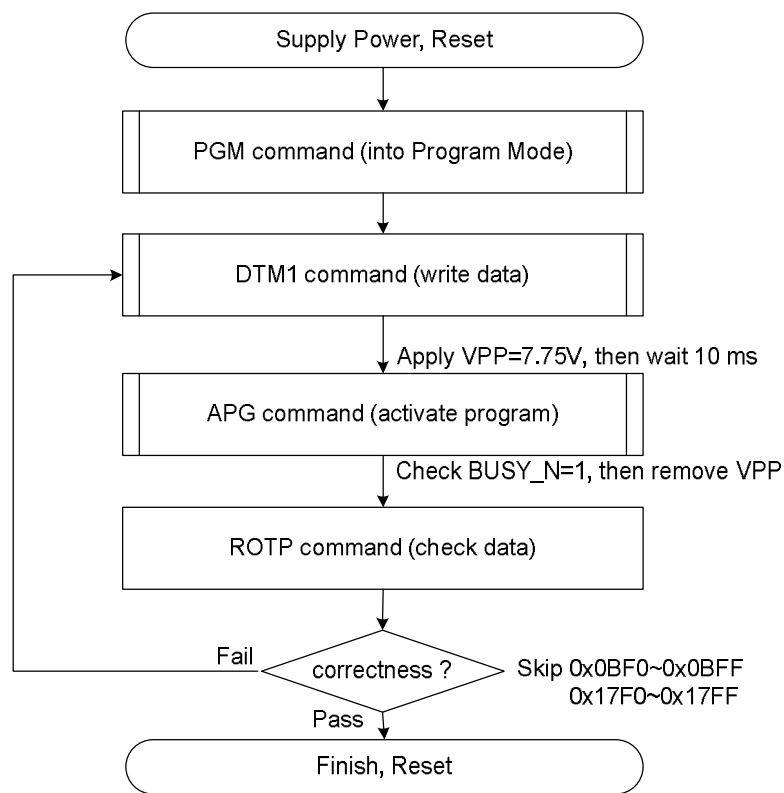 Supply Power, Reset
PGM command (into Program Mode)
DTM1 command (write data)
Apply VPP=7.75V, then wait 10 ms
APG command (activate program)
Check BUSY_N=1, then remove VPP
ROTP command (check data)
Fail
correctness ?
Skip 0x0BF0~0x0BFF
0x17F0~0x17FF
Pass
Finish, Reset